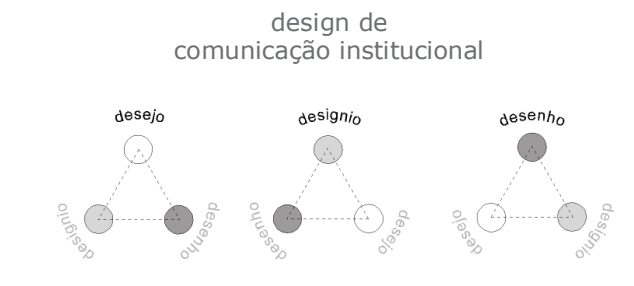 design de
comunicação institucional
desejo
designio
desenho
designio
desenho
desenho
desejo
desejo
designio